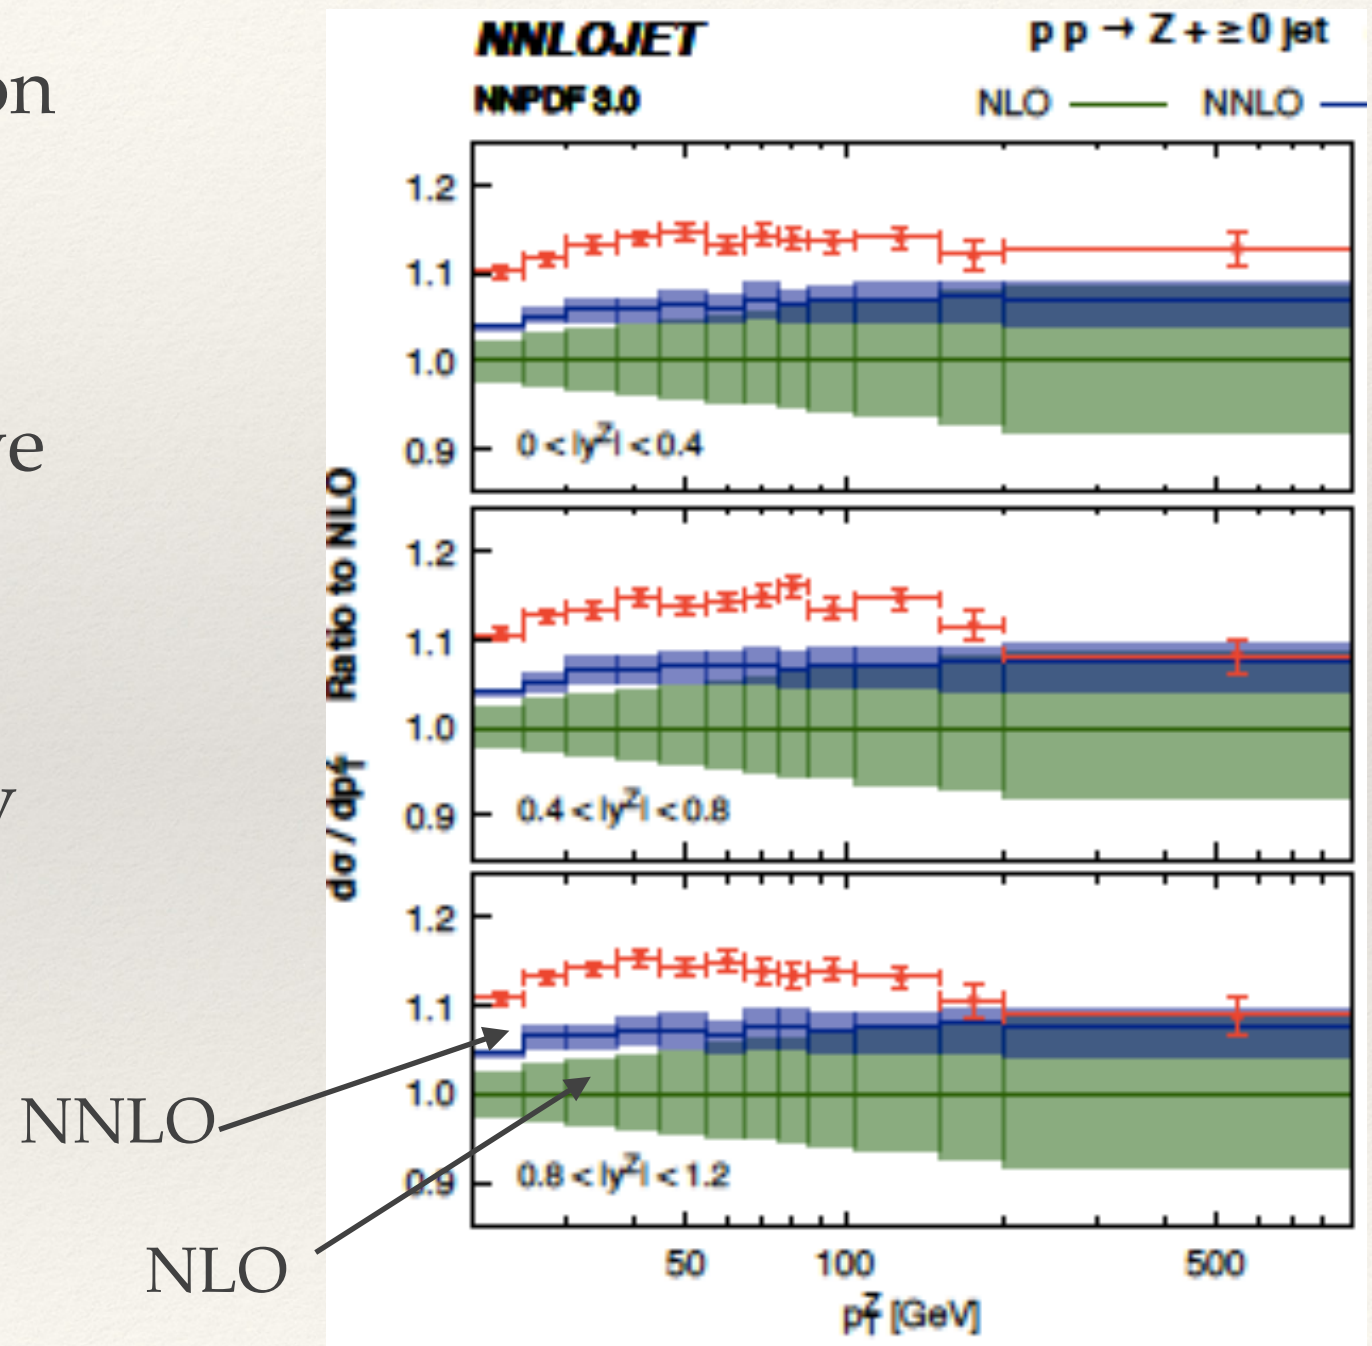 on
ve
y
NNLO
NLO
NNLOJET
p p → Z + ≥ 0 jet
NNPDF 3.0
NLO
NNLO
dσ / dp_T^Z Ratio to NLO
1.2
1.1
1.0
0.9
0 < |y^Z| < 0.4
1.2
1.1
1.0
0.9
0.4 < |y^Z| < 0.8
1.2
1.1
1.0
0.9
0.8 < |y^Z| < 1.2
50 100 500
p_T^Z [GeV]